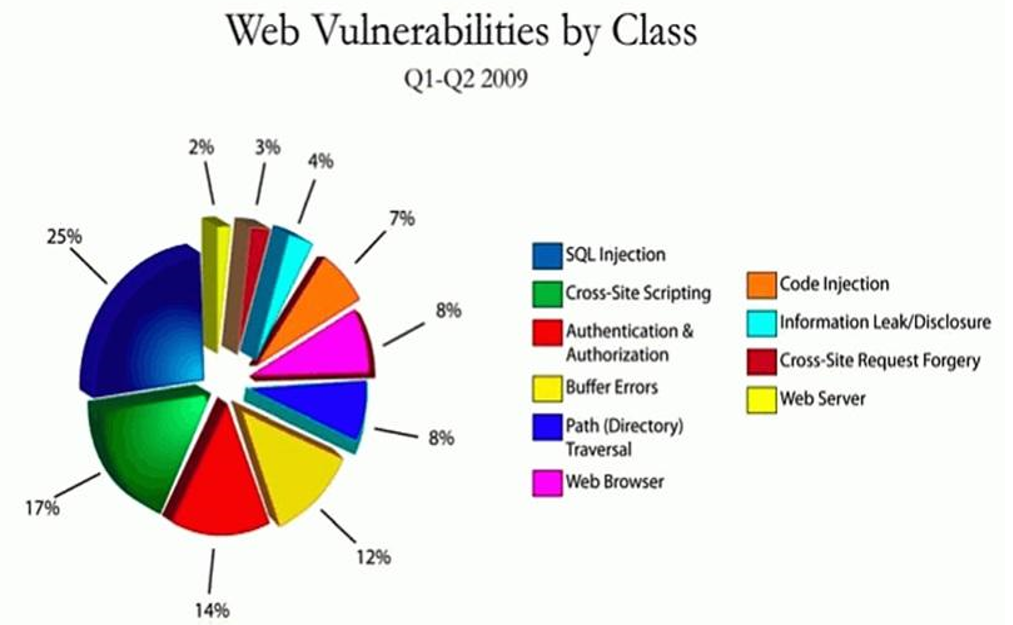 Web Vulnerabilities by Class
Q1-Q2 2009
2%
3%
4%
7%
25%
8%
8%
17%
12%
14%
SQL Injection
Cross-Site Scripting
Authentication &
Authorization
Buffer Errors
Path (Directory)
Traversal
Web Browser
Code Injection
Information Leak/Disclosure
Cross-Site Request Forgery
Web Server